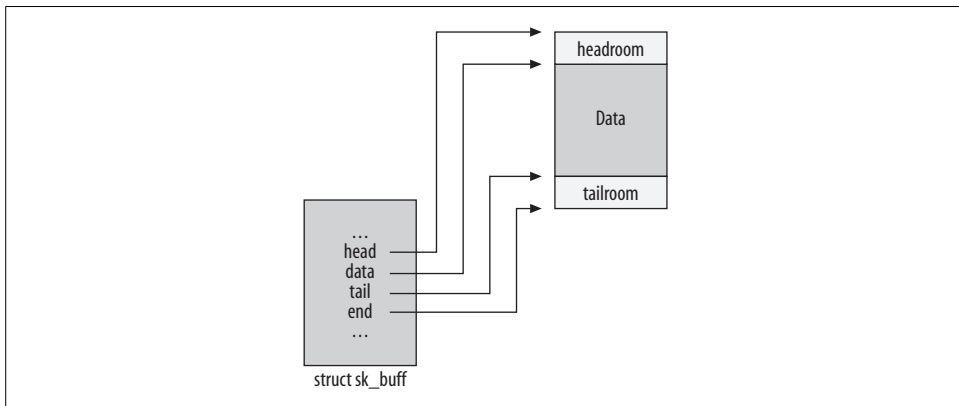 headroom
Data
tailroom
...
head
data
tail
end
...
struct sk_buff